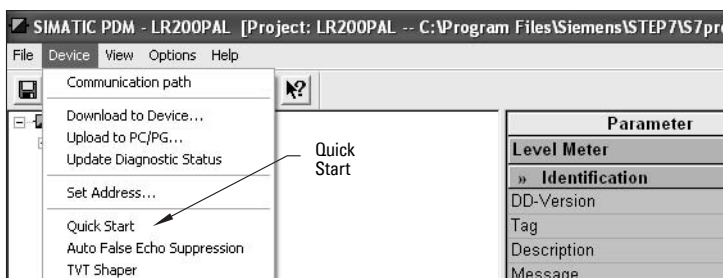 SIMATIC PDM - LR200PAL [Project: LR200PAL -- C:\Program Files\Siemens\STEP7\S7pr
File Device View Options Help
Communication path
Download to Device...
Upload to PC/PG...
Update Diagnostic Status
Set Address...
Quick Start
Auto False Echo Suppression
TVT Shaper
Quick
Start
Parameter
Level Meter
» Identification
DD-Version
Tag
Description
Message